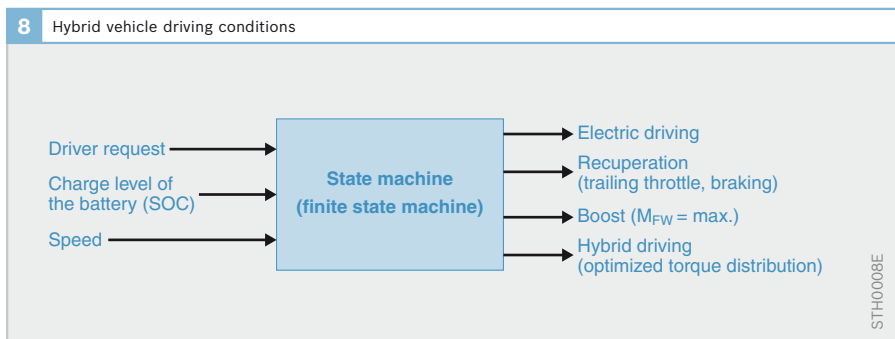 8 Hybrid vehicle driving conditions
Driver request
Charge level of
the battery (SOC)
Speed
State machine
(finite state machine)
Electric driving
Recuperation
(trailing throttle, braking)
Boost (M_FW = max.)
Hybrid driving
(optimized torque distribution)
STH0008E